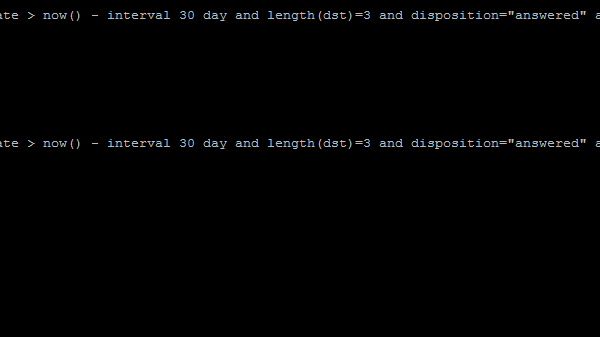 ate > now() - interval 30 day and length(dst)=3 and disposition="answered" a
ate > now() - interval 30 day and length(dst)=3 and disposition="answered" a